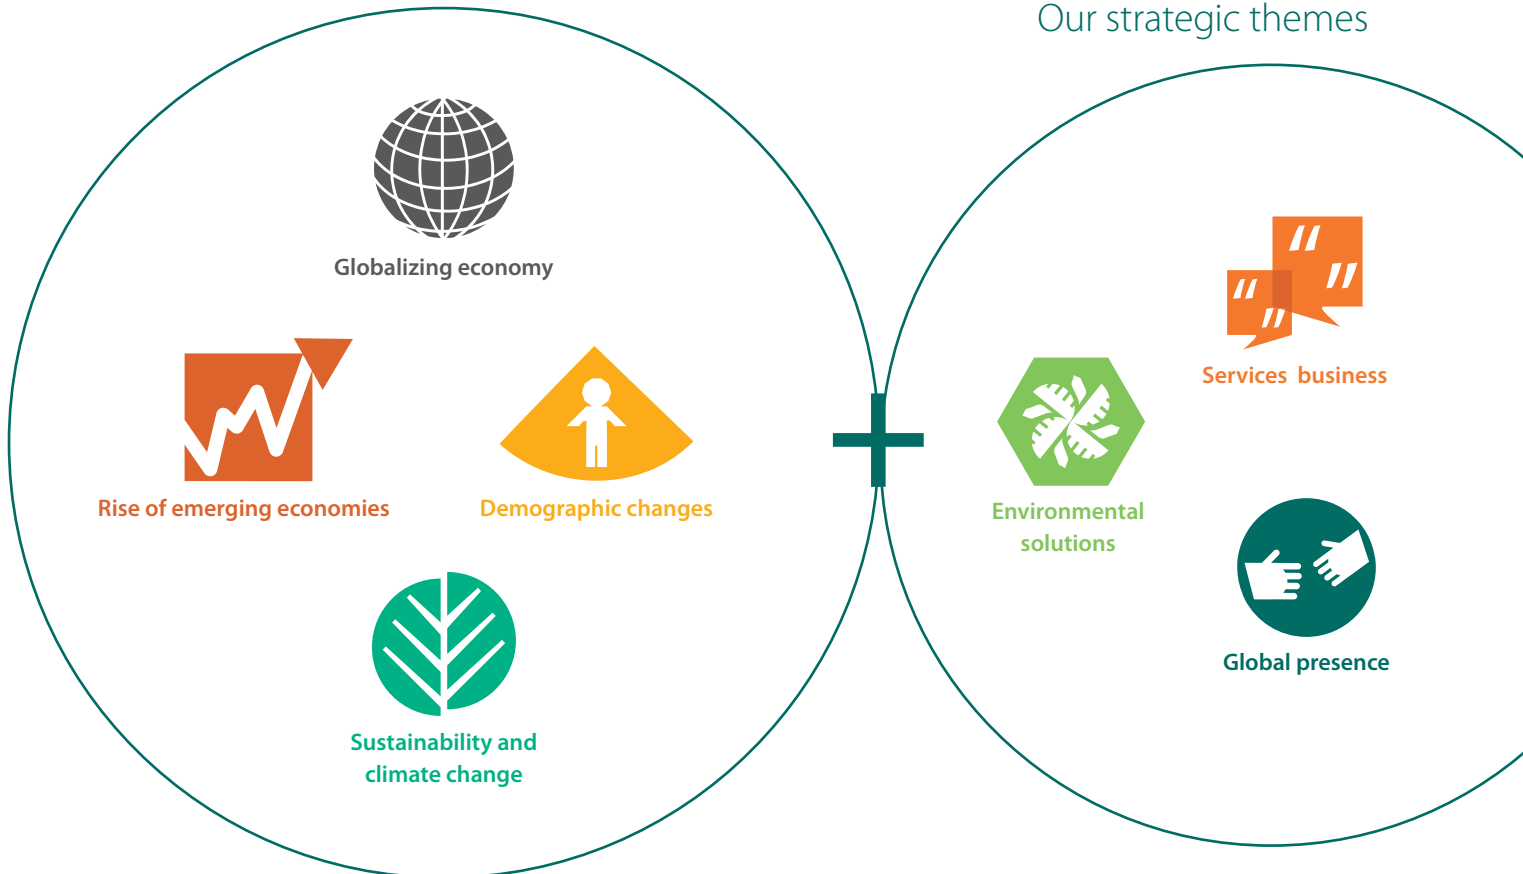 Our strategic themes
Globalizing economy
Rise of emerging economies
Demographic changes
Sustainability and
climate change
Services business
Environmental
solutions
Global presence